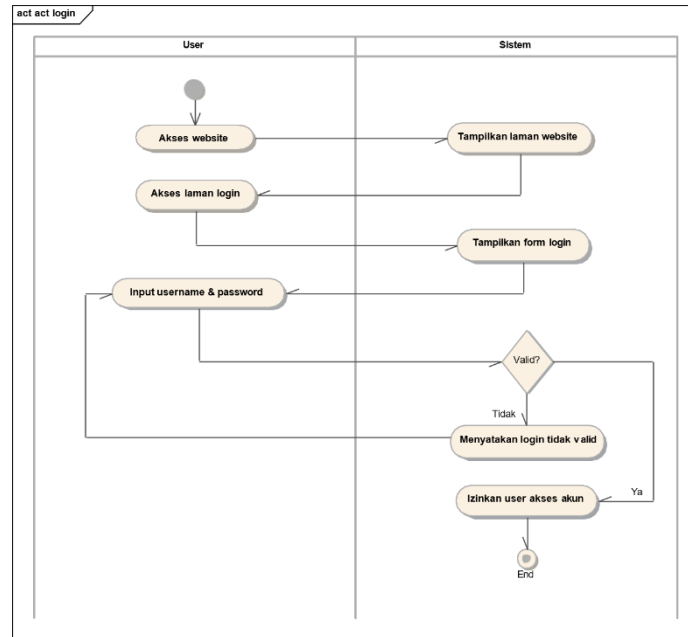 act act login
User
Sistem
Akses website
Tampilkan laman website
Akses laman login
Tampilkan form login
Input username & password
Valid?
Tidak
Menyatakan login tidak valid
Izinkan user akses akun
Ya
End